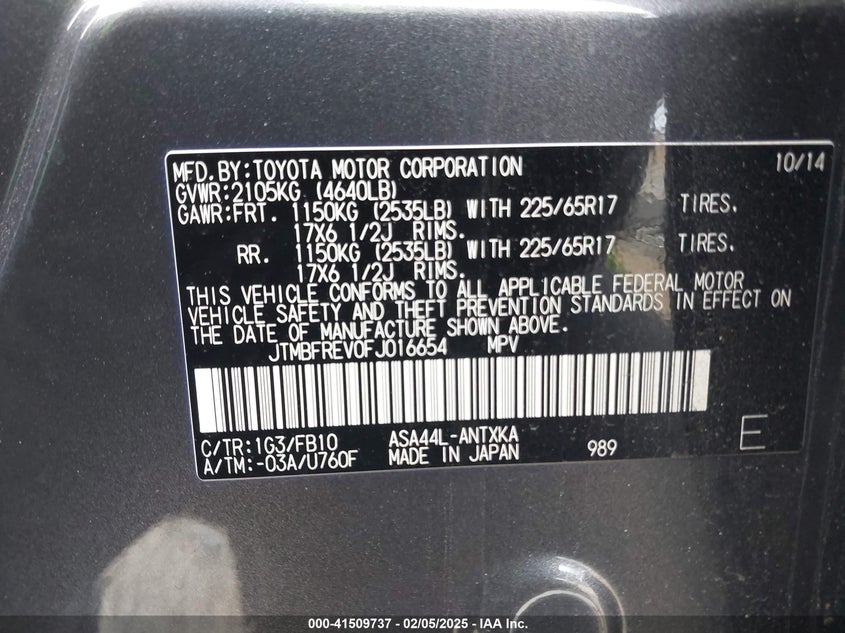 MFD.BY:TOYOTA MOTOR CORPORATION 10/14
GVWR:2105KG (4640LB)
GAWR:FRT. 1150KG (2535LB) WITH 225/65R17 TIRES.
17X6 1/2J RIMS.
RR. 1150KG (2535LB) WITH 225/65R17 TIRES.
17X6 1/2J RIMS.
THIS VEHICLE CONFORMS TO ALL APPLICABLE FEDERAL MOTOR
VEHICLE SAFETY AND THEFT PREVENTION STANDARDS IN EFFECT ON
THE DATE OF MANUFACTURE SHOWN ABOVE.
JTMBFREV0FJ016654 MPV
C/TR:1G3/FB10 ASA44L-ANTXKA
A/TM:-03A/U760F MADE IN JAPAN 989 E
000-41509737 - 02/05/2025 - IAA Inc.